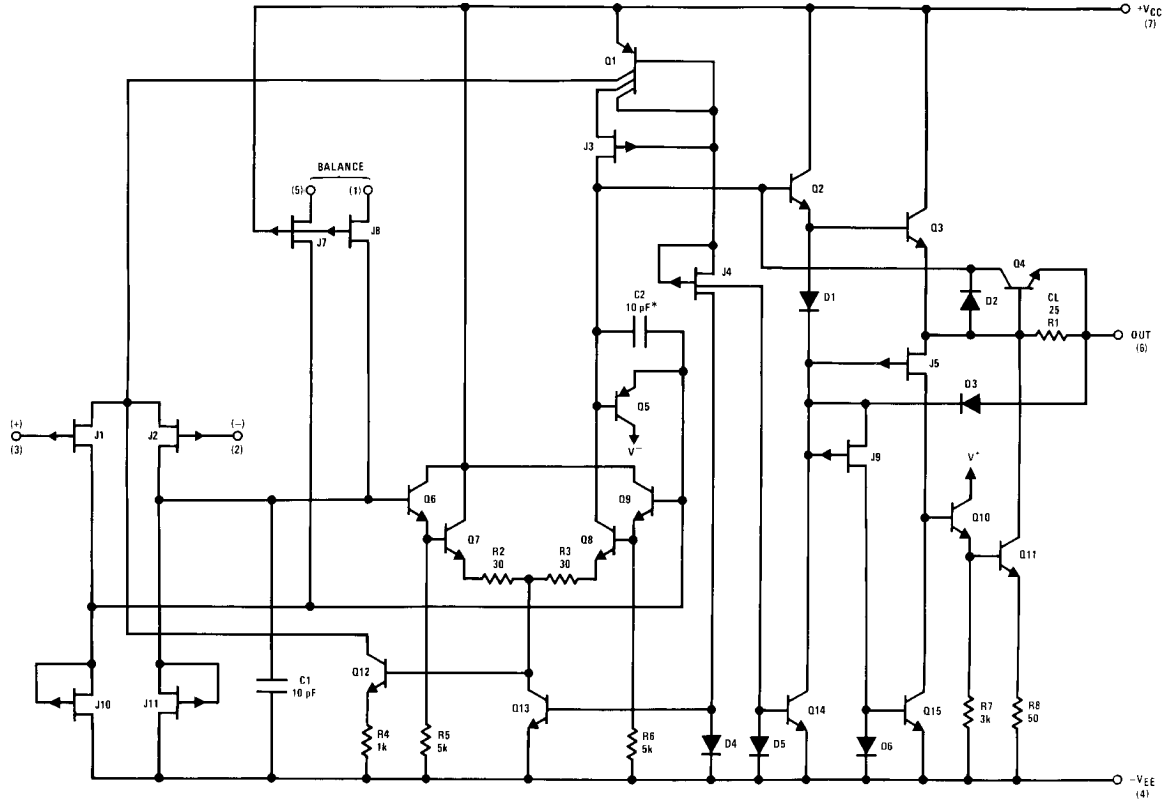 +VCC
(7)
Q1
J3
BALANCE
(5)
(1)
J7
J8
Q2
Q3
J4
Q4
C2
10 pF*
D1
D2
CL
25
R1
OUT
(6)
J5
Q5
V−
D3
(+)
(3)
J1
J2
(−)
(2)
J9
V+
Q6
Q9
Q10
Q7
R2
30
R3
30
Q8
Q11
Q12
C1
10 pF
J10
J11
Q13
Q14
Q15
R4
1k
R5
5k
R6
5k
D4
D5
D6
R7
3k
R8
50
−VEE
(4)